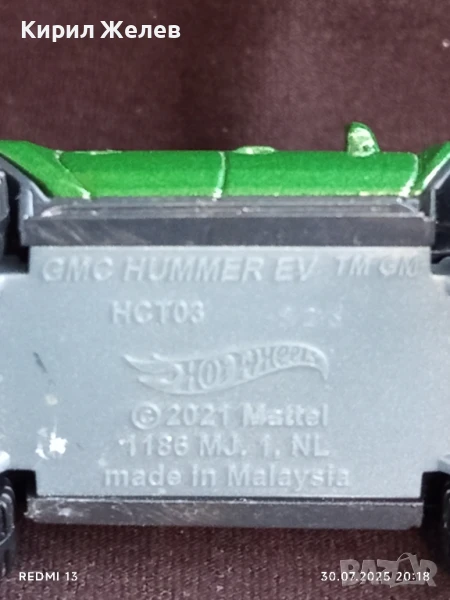 Кирил Желев
GMC HUMMER EV TM GM
HCT03
Hot Wheels
© 2021 Mattel
1186 MJ. 1, NL
made in Malaysia
REDMI 13
30.07.2025 20:18
BAZAR